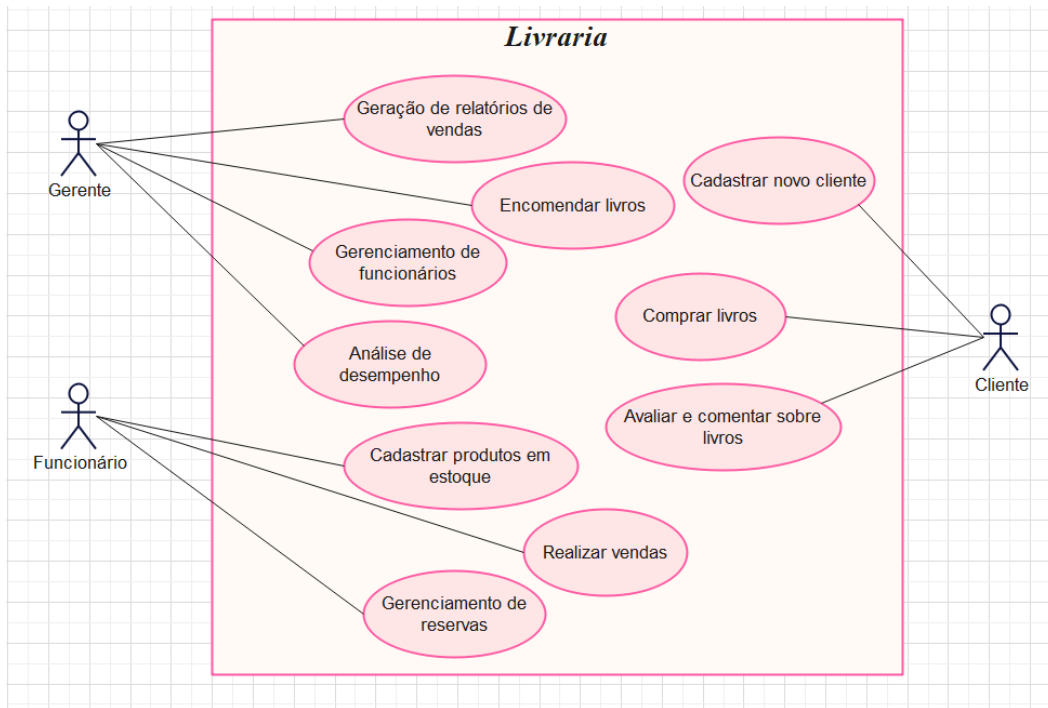 Livraria
Geração de relatórios de
vendas
Gerente
Encomendar livros
Cadastrar novo cliente
Gerenciamento de
funcionários
Comprar livros
Análise de
desempenho
Cliente
Avaliar e comentar sobre
livros
Funcionário
Cadastrar produtos em
estoque
Realizar vendas
Gerenciamento de
reservas